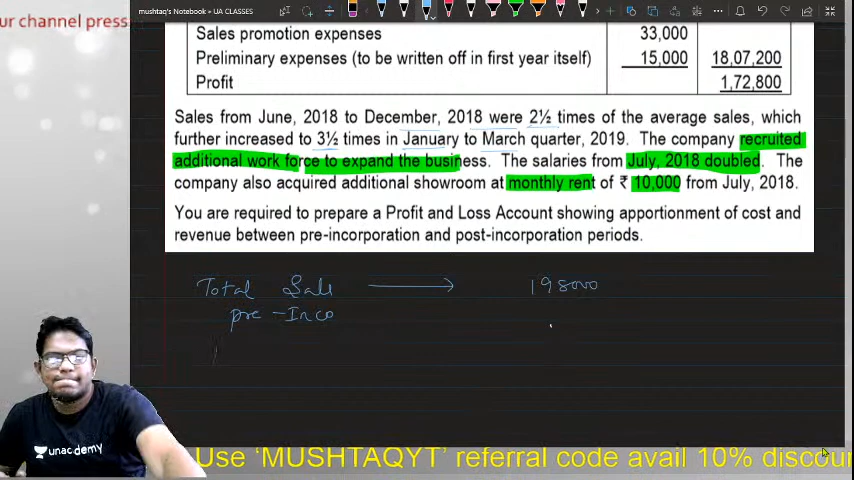 ur channel press
mushtaq's Notebook » UA CLASSES
Sales promotion expenses 33,000
Preliminary expenses (to be written off in first year itself) 15,000 18,07,200
Profit 1,72,800
Sales from June, 2018 to December, 2018 were 2½ times of the average sales, which
further increased to 3½ times in January to March quarter, 2019. The company recruited
additional work force to expand the business. The salaries from July, 2018 doubled. The
company also acquired additional showroom at monthly rent of ₹ 10,000 from July, 2018.
You are required to prepare a Profit and Loss Account showing apportionment of cost and
revenue between pre-incorporation and post-incorporation periods.
Total Sale → 198000
pre-Inco
unacademy
Use ‘MUSHTAQYT’ referral code avail 10% discou